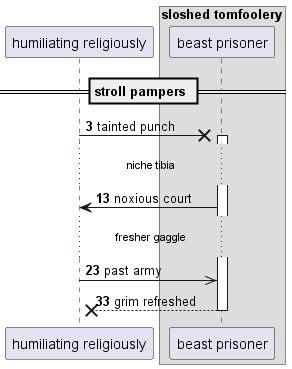 sloshed tomfoolery
humiliating religiously
beast prisoner
stroll pampers
3 tainted punch
niche tibia
13 noxious court
fresher gaggle
23 past army
33 grim refreshed
humiliating religiously
beast prisoner